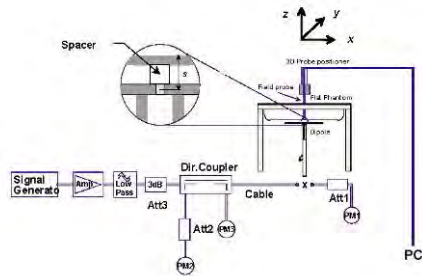 z
y
x
Spacer
s
3D Probe positioner
Field probe
Flat Phantom
Dipole
Signal
Generato
Amp
Low
Pass
3dB
Att3
Dir.Coupler
Cable
x
Att1
PM1
Att2
PM3
PM2
PC